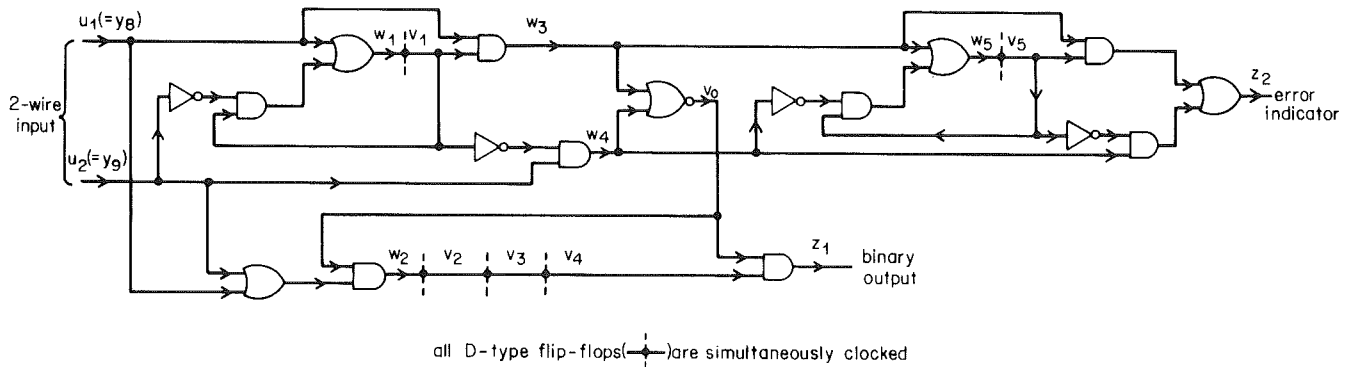 u₁(=y₈)
w₁ v₁
w₃
w₅ v₅
z₂
2-wire
input
error
indicator
v₀
w₄
u₂(=y₉)
w₂ v₂ v₃ v₄
z₁
binary
output
all D-type flip-flops( )are simultaneously clocked